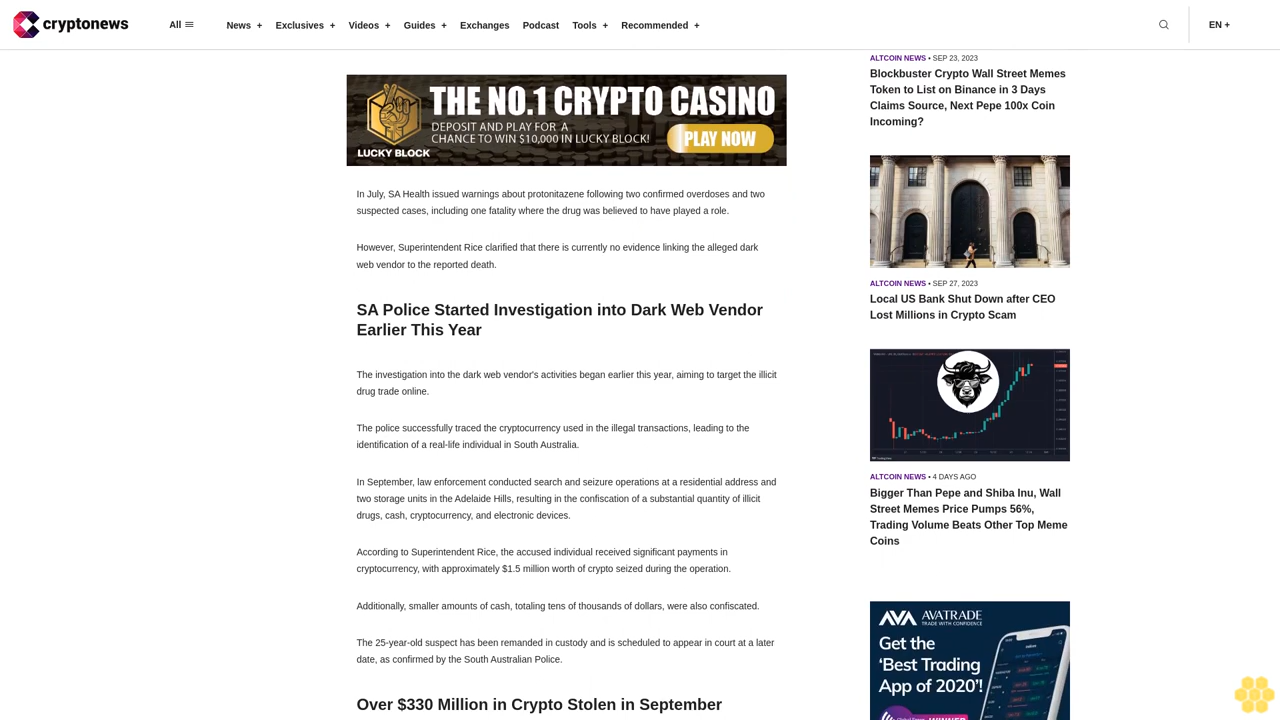 cryptonews
All
News +
Exclusives +
Videos +
Guides +
Exchanges
Podcast
Tools +
Recommended +
EN +
THE NO.1 CRYPTO CASINO
DEPOSIT AND PLAY FOR A
CHANCE TO WIN $10,000 IN LUCKY BLOCK!
PLAY NOW
LUCKY BLOCK
In July, SA Health issued warnings about protonitazene following two confirmed overdoses and two
suspected cases, including one fatality where the drug was believed to have played a role.
However, Superintendent Rice clarified that there is currently no evidence linking the alleged dark
web vendor to the reported death.
SA Police Started Investigation into Dark Web Vendor
Earlier This Year
The investigation into the dark web vendor's activities began earlier this year, aiming to target the illicit
drug trade online.
The police successfully traced the cryptocurrency used in the illegal transactions, leading to the
identification of a real-life individual in South Australia.
In September, law enforcement conducted search and seizure operations at a residential address and
two storage units in the Adelaide Hills, resulting in the confiscation of a substantial quantity of illicit
drugs, cash, cryptocurrency, and electronic devices.
According to Superintendent Rice, the accused individual received significant payments in
cryptocurrency, with approximately $1.5 million worth of crypto seized during the operation.
Additionally, smaller amounts of cash, totaling tens of thousands of dollars, were also confiscated.
The 25-year-old suspect has been remanded in custody and is scheduled to appear in court at a later
date, as confirmed by the South Australian Police.
Over $330 Million in Crypto Stolen in September
ALTCOIN NEWS • SEP 23, 2023
Blockbuster Crypto Wall Street Memes
Token to List on Binance in 3 Days
Claims Source, Next Pepe 100x Coin
Incoming?
ALTCOIN NEWS • SEP 27, 2023
Local US Bank Shut Down after CEO
Lost Millions in Crypto Scam
ALTCOIN NEWS • 4 DAYS AGO
Bigger Than Pepe and Shiba Inu, Wall
Street Memes Price Pumps 56%,
Trading Volume Beats Other Top Meme
Coins
AVA AVATRADE
TRADE WITH CONFIDENCE
Get the
'Best Trading
App of 2020'!